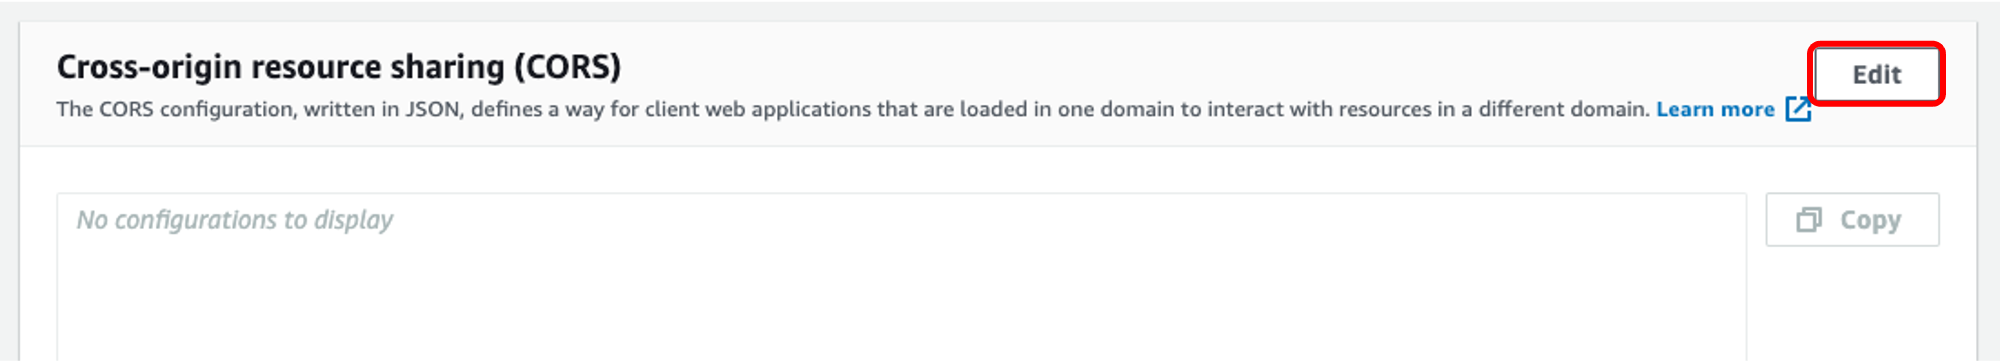 Cross-origin resource sharing (CORS)
Edit
The CORS configuration, written in JSON, defines a way for client web applications that are loaded in one domain to interact with resources in a different domain. Learn more
No configurations to display
Copy